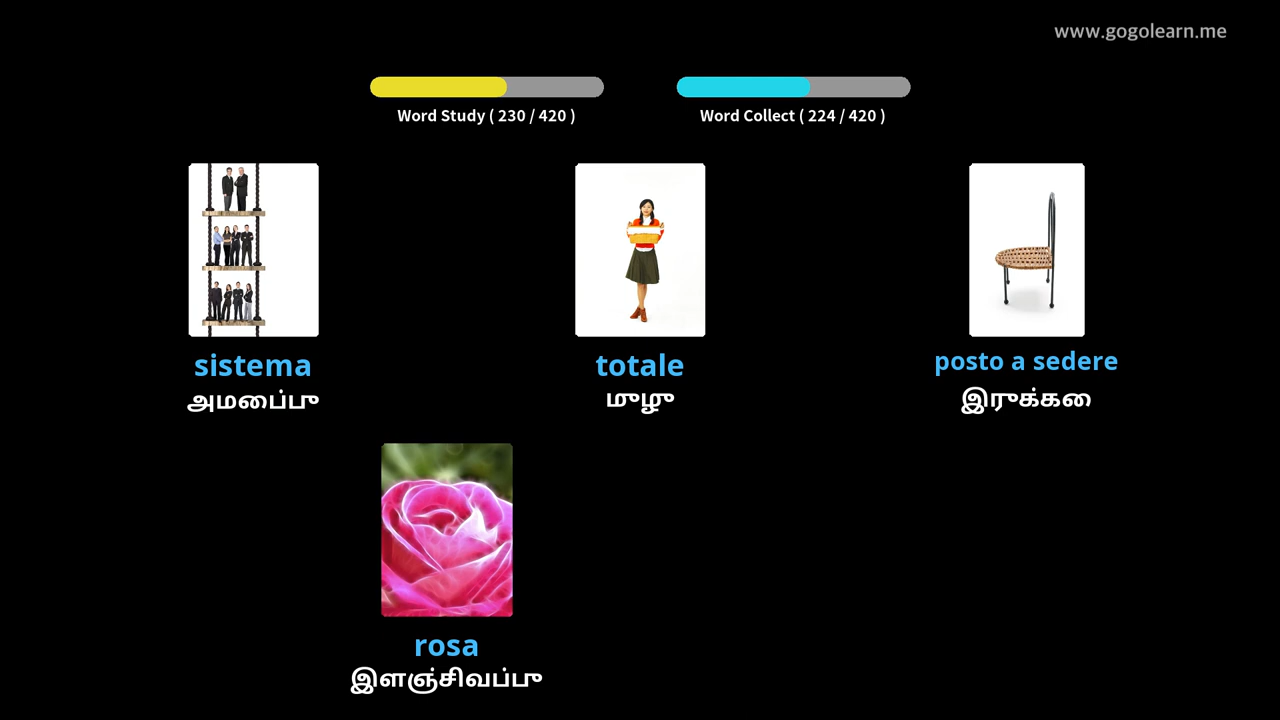 www.gogolearn.me
Word Study ( 230 / 420 )
Word Collect ( 224 / 420 )
sistema
totale
posto a sedere
அமைப்பு
முழு
இருக்கை
rosa
இளஞ்சிவப்பு